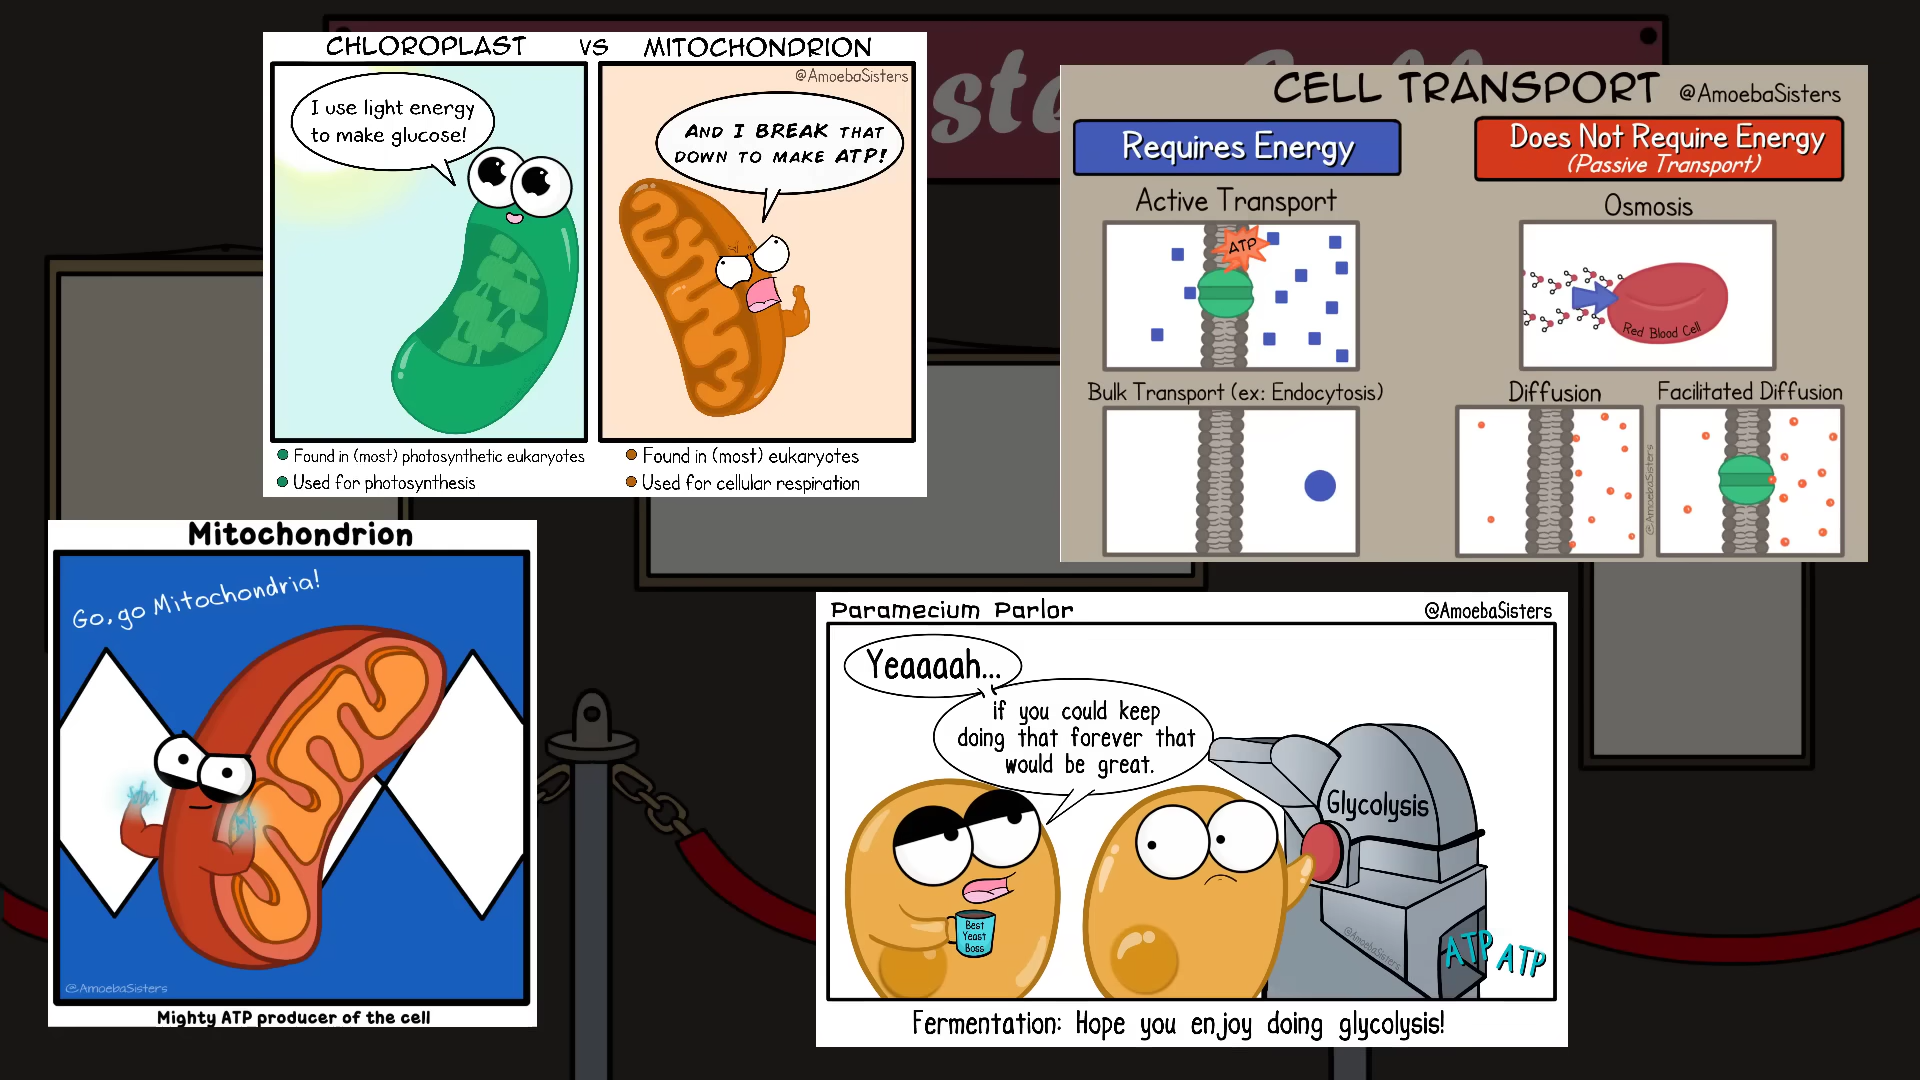 CHLOROPLAST VS MITOCHONDRION
@AmoebaSisters
I use light energy
to make glucose!
AND I BREAK THAT
DOWN TO MAKE ATP!
Found in (most) photosynthetic eukaryotes
Used for photosynthesis
Found in (most) eukaryotes
Used for cellular respiration
CELL TRANSPORT @AmoebaSisters
Requires Energy
Does Not Require Energy
(Passive Transport)
Active Transport
ATP
Osmosis
Red Blood Cell
Bulk Transport (ex: Endocytosis)
Diffusion
Facilitated Diffusion
@AmoebaSisters
Mitochondrion
Go, go Mitochondria!
@AmoebaSisters
Mighty ATP producer of the cell
Paramecium Parlor @AmoebaSisters
Yeaaaah...
if you could keep
doing that forever that
would be great.
Glycolysis
Best
Yeast
Boss
@AmoebaSisters
ATP ATP
Fermentation: Hope you enjoy doing glycolysis!